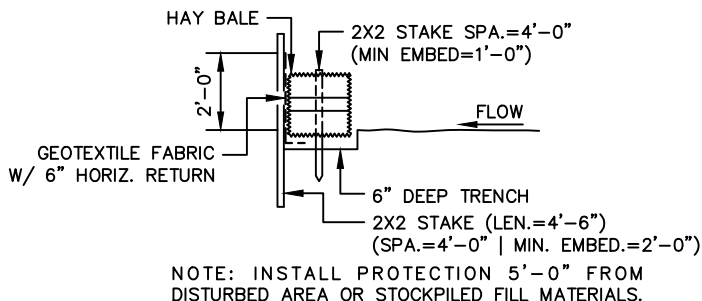 HAY BALE
2X2 STAKE SPA.=4'-0"
(MIN EMBED=1'-0")
2'-0"
FLOW
GEOTEXTILE FABRIC
W/ 6" HORIZ. RETURN
6" DEEP TRENCH
2X2 STAKE (LEN.=4'-6")
(SPA.=4'-0" | MIN. EMBED.=2'-0")
NOTE: INSTALL PROTECTION 5'-0" FROM
DISTURBED AREA OR STOCKPILED FILL MATERIALS.